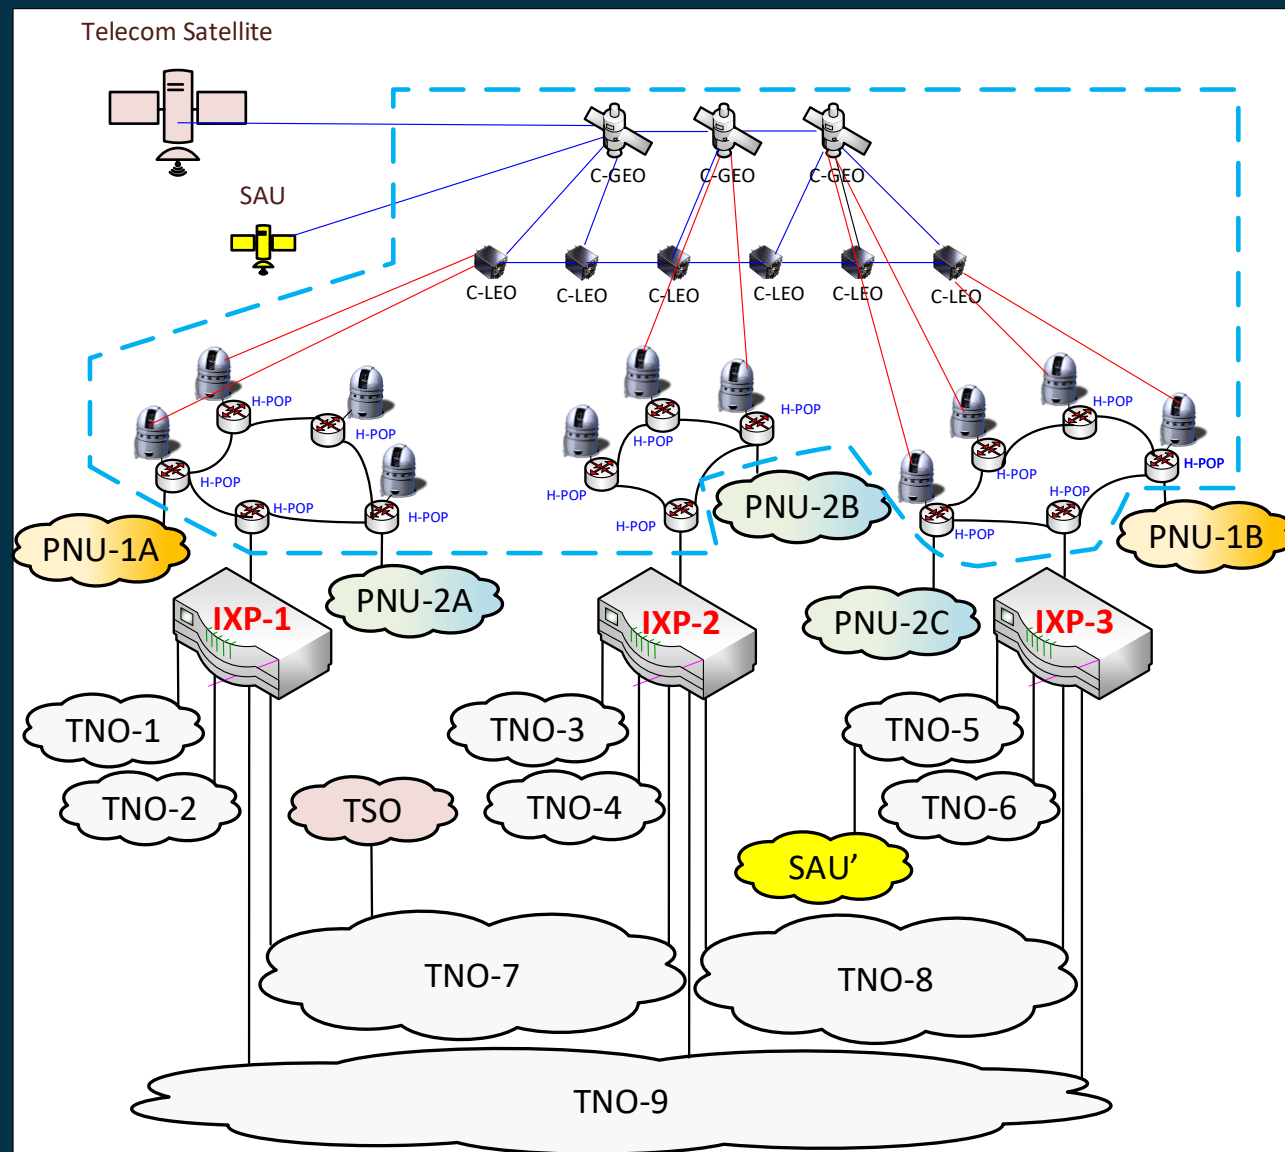 Telecom Satellite
SAU
C-GEO
C-GEO
C-GEO
C-LEO
C-LEO
C-LEO
C-LEO
C-LEO
C-LEO
H-POP
H-POP
H-POP
H-POP
H-POP
H-POP
H-POP
H-POP
H-POP
H-POP
H-POP
H-POP
H-POP
H-POP
PNU-1A
PNU-2A
PNU-2B
PNU-2C
PNU-1B
IXP-1
IXP-2
IXP-3
TNO-1
TNO-2
TNO-3
TNO-4
TNO-5
TNO-6
TSO
SAU’
TNO-7
TNO-8
TNO-9